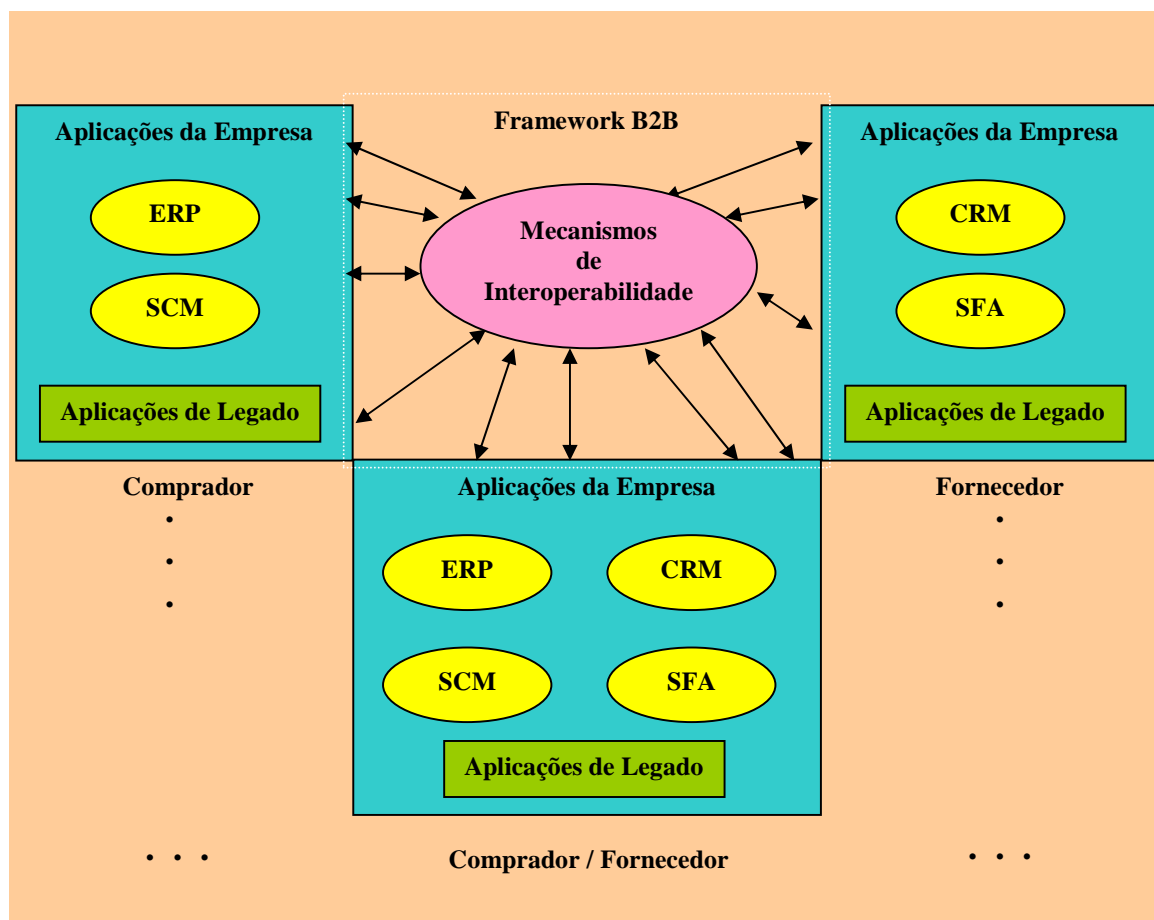 Framework B2B
Aplicações da Empresa
ERP
SCM
Aplicações de Legado
Comprador
Mecanismos
de
Interoperabilidade
Aplicações da Empresa
CRM
SFA
Aplicações de Legado
Fornecedor
Aplicações da Empresa
ERP
CRM
SCM
SFA
Aplicações de Legado
. . .
Comprador / Fornecedor
. . .